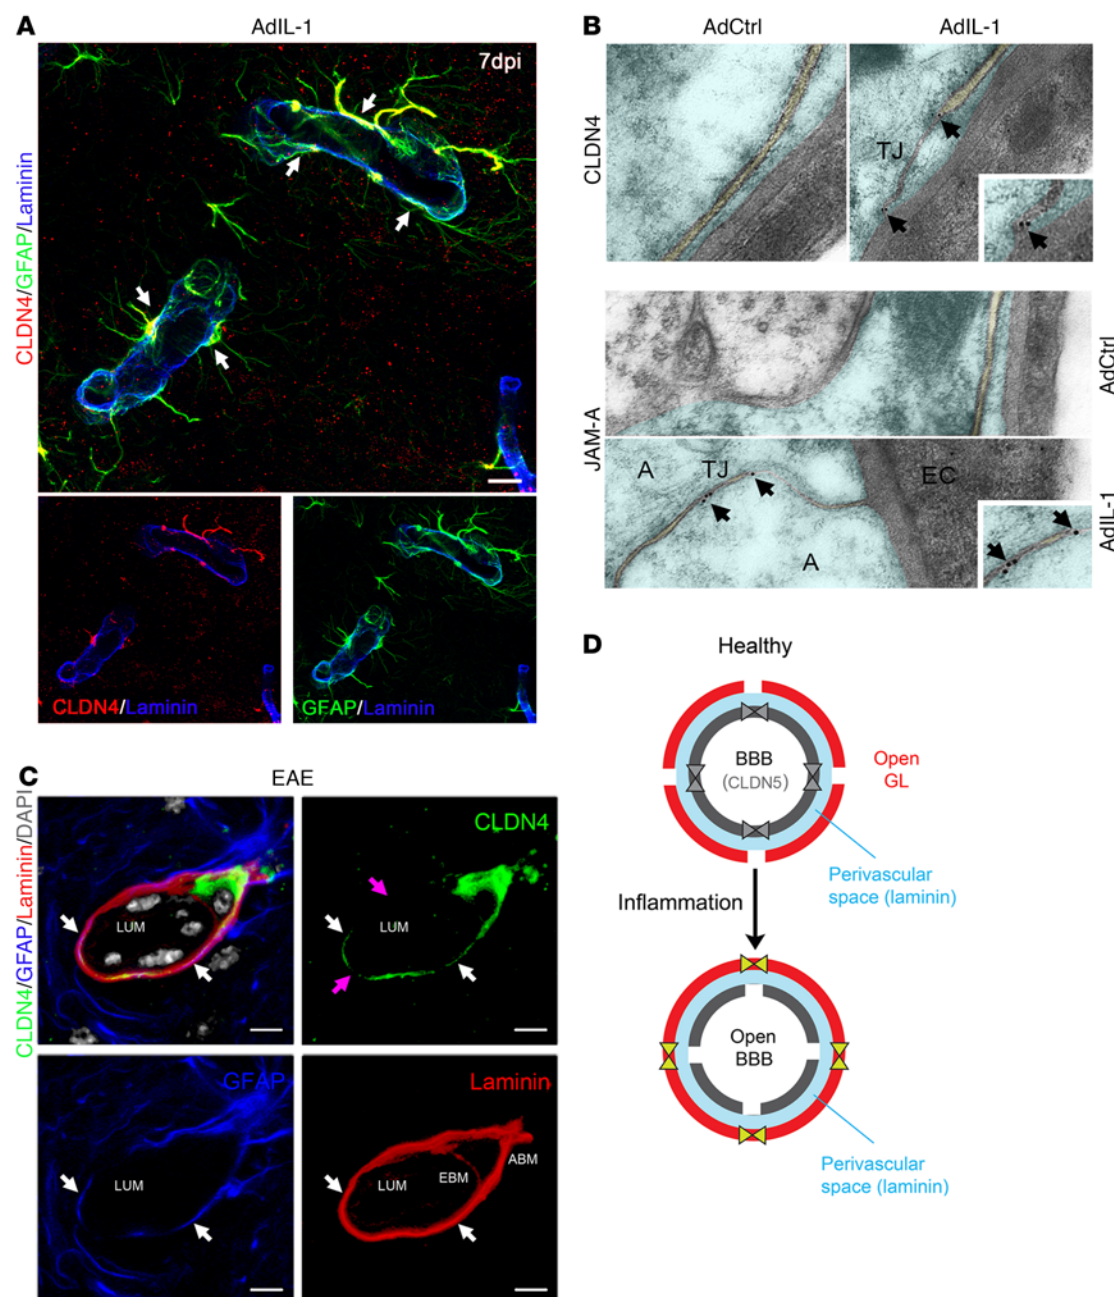 A
AdIL-1
7dpi
CLDN4/GFAP/Laminin
CLDN4/Laminin
GFAP/Laminin
B
AdCtrl
AdIL-1
CLDN4
TJ
JAM-A
AdCtrl
A
TJ
EC
A
AdIL-1
C
EAE
CLDN4/GFAP/Laminin/DAPI
LUM
CLDN4
LUM
GFAP
LUM
Laminin
LUM
EBM
ABM
D
Healthy
BBB
(CLDN5)
Open
GL
Perivascular
space (laminin)
Inflammation
Open
BBB
Perivascular
space (laminin)